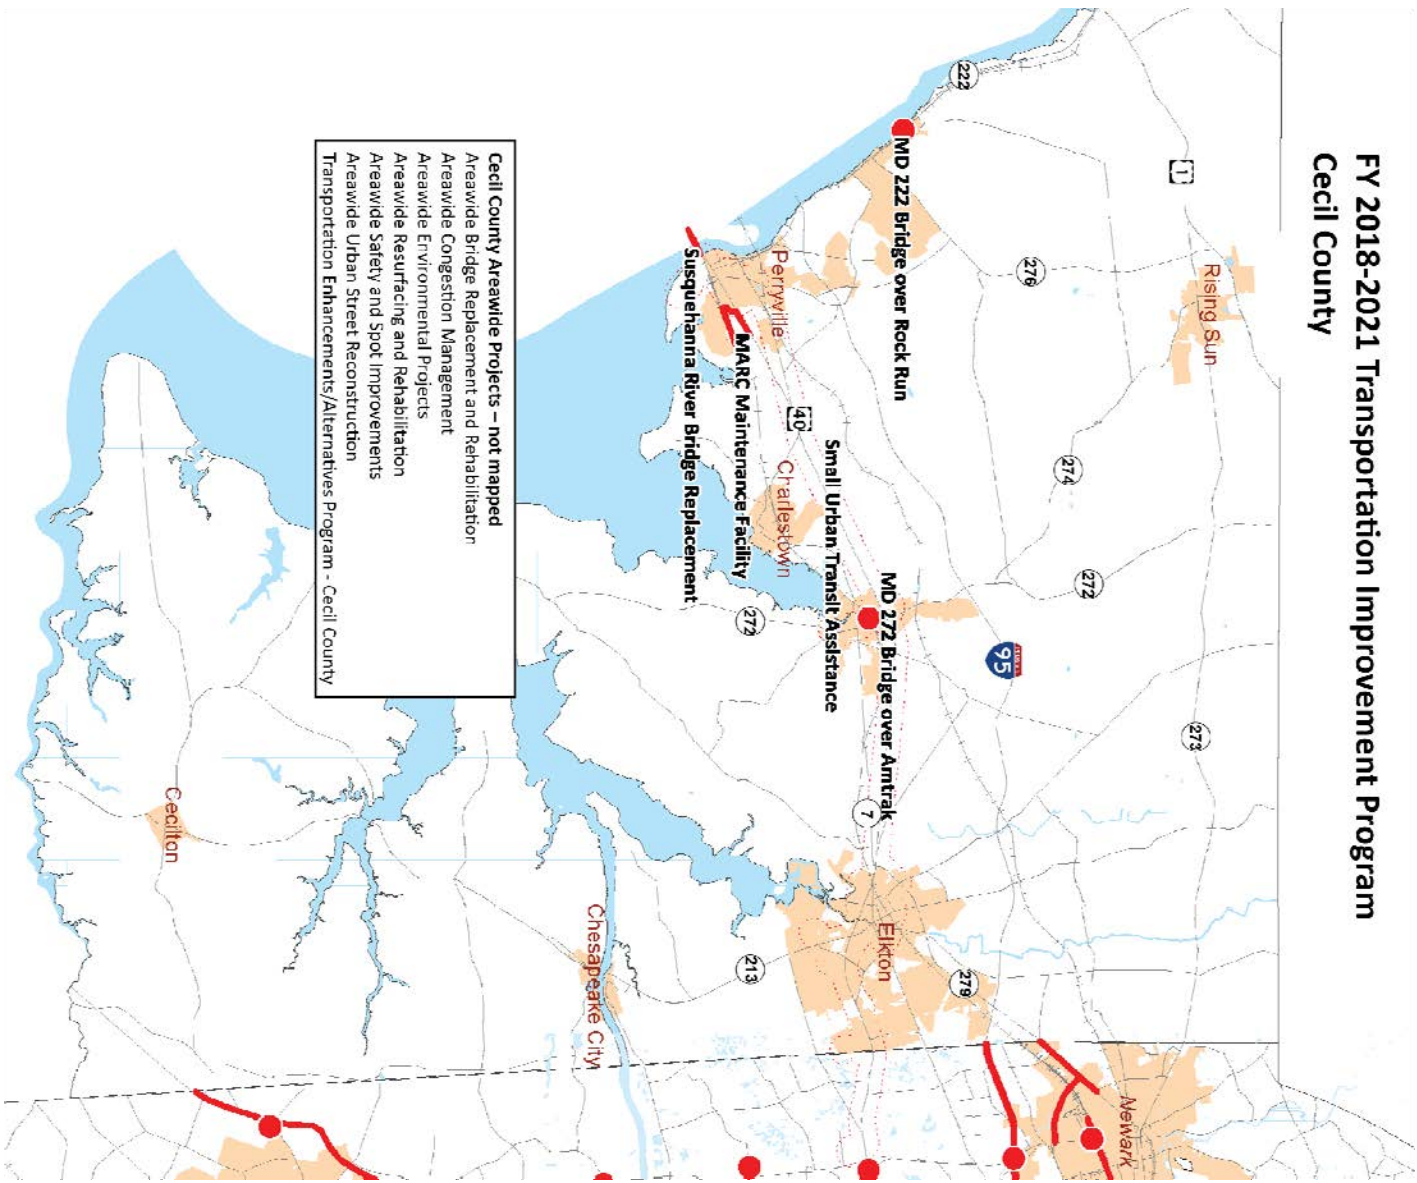 FY 2018-2021 Transportation Improvement Program
Cecil County
1
Rising Sun
273
222
276
274
272
INTERSTATE
95
MD 222 Bridge over Rock Run
MD 272 Bridge over Amtrak
7
279
Newark
Elkton
Small Urban Transit Assistance
40
Perryville
Charlestown
MARC Maintenance Facility
272
213
Susquehanna River Bridge Replacement
Chesapeake City
Cecil County Areawide Projects – not mapped
Areawide Bridge Replacement and Rehabilitation
Areawide Congestion Management
Areawide Environmental Projects
Areawide Resurfacing and Rehabilitation
Areawide Safety and Spot Improvements
Areawide Urban Street Reconstruction
Transportation Enhancements/Alternatives Program - Cecil County
Cecilton